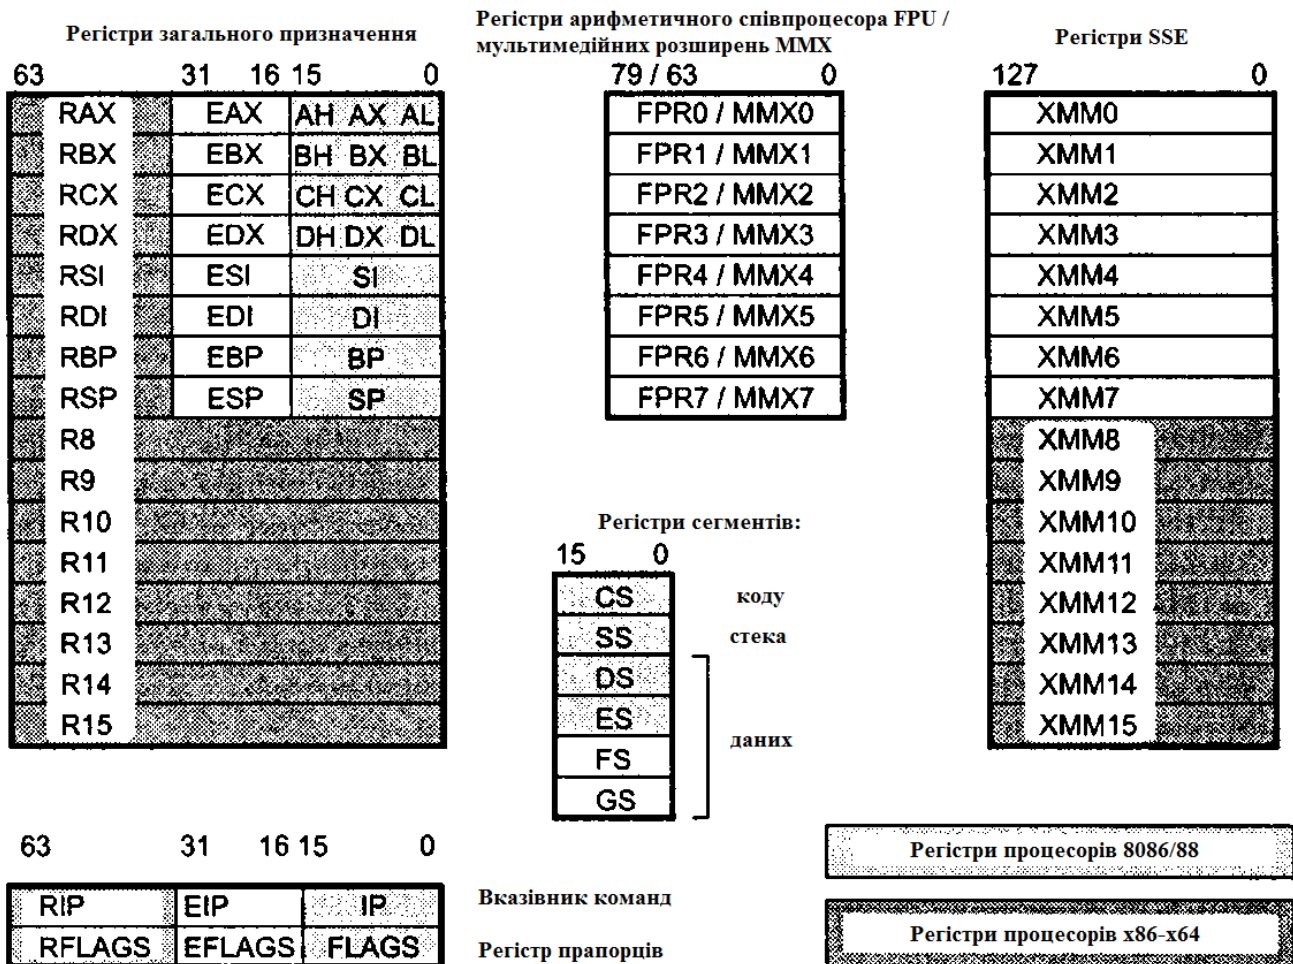 Регістри загального призначення
63 31 16 15 0
RAX EAX AH AX AL
RBX EBX BH BX BL
RCX ECX CH CX CL
RDX EDX DH DX DL
RSI ESI SI
RDI EDI DI
RBP EBP BP
RSP ESP SP
R8
R9
R10
R11
R12
R13
R14
R15
Регістри арифметичного співпроцесора FPU /
мультимедійних розширень MMX
79 / 63 0
FPR0 / MMX0
FPR1 / MMX1
FPR2 / MMX2
FPR3 / MMX3
FPR4 / MMX4
FPR5 / MMX5
FPR6 / MMX6
FPR7 / MMX7
Регістри SSE
127 0
XMM0
XMM1
XMM2
XMM3
XMM4
XMM5
XMM6
XMM7
XMM8
XMM9
XMM10
XMM11
XMM12
XMM13
XMM14
XMM15
Регістри сегментів:
15 0
CS коду
SS стека
DS
ES
даних
FS
GS
63 31 16 15 0
RIP EIP IP Вказівник команд
RFLAGS EFLAGS FLAGS Регістр прапорців
Регістри процесорів 8086/88
Регістри процесорів x86-x64